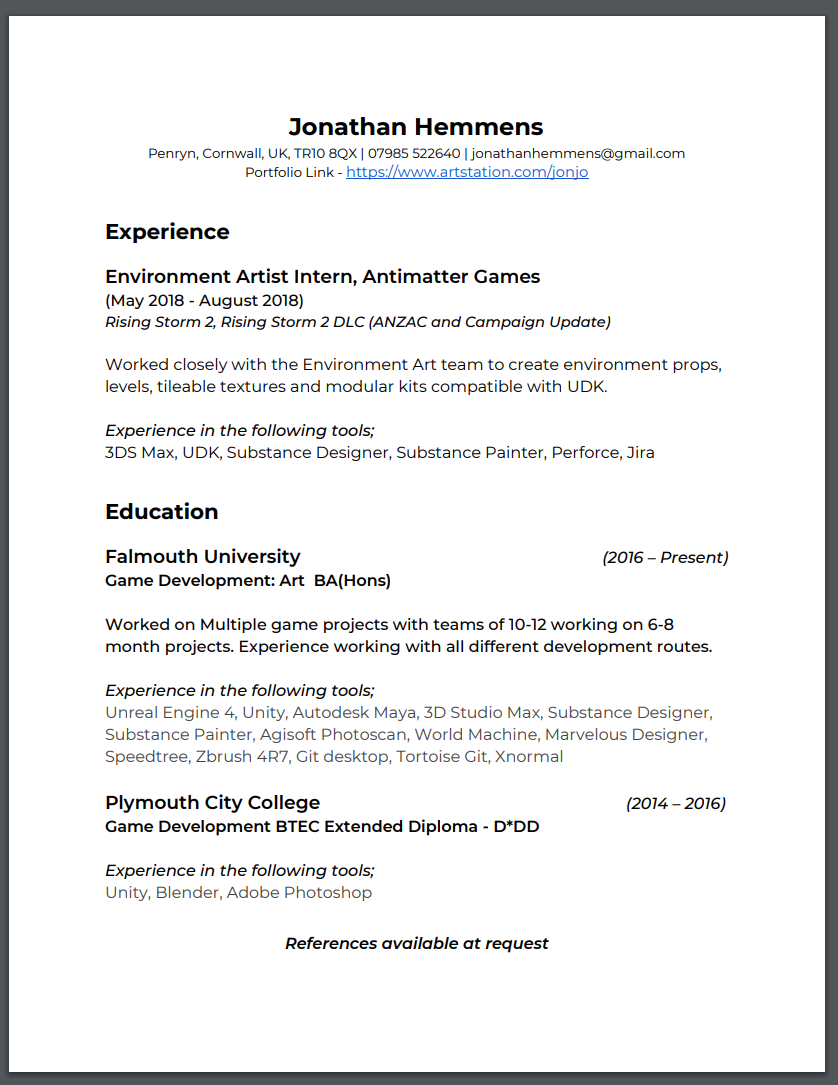 Jonathan Hemmens
Penryn, Cornwall, UK, TR10 8QX | 07985 522640 | jonathanhemmens@gmail.com
Portfolio Link - https://www.artstation.com/jonjo
Experience
Environment Artist Intern, Antimatter Games
(May 2018 - August 2018)
Rising Storm 2, Rising Storm 2 DLC (ANZAC and Campaign Update)
Worked closely with the Environment Art team to create environment props,
levels, tileable textures and modular kits compatible with UDK.
Experience in the following tools;
3DS Max, UDK, Substance Designer, Substance Painter, Perforce, Jira
Education
Falmouth University (2016 – Present)
Game Development: Art  BA(Hons)
Worked on Multiple game projects with teams of 10-12 working on 6-8
month projects. Experience working with all different development routes.
Experience in the following tools;
Unreal Engine 4, Unity, Autodesk Maya, 3D Studio Max, Substance Designer,
Substance Painter, Agisoft Photoscan, World Machine, Marvelous Designer,
Speedtree, Zbrush 4R7, Git desktop, Tortoise Git, Xnormal
Plymouth City College (2014 – 2016)
Game Development BTEC Extended Diploma - D*DD
Experience in the following tools;
Unity, Blender, Adobe Photoshop
References available at request